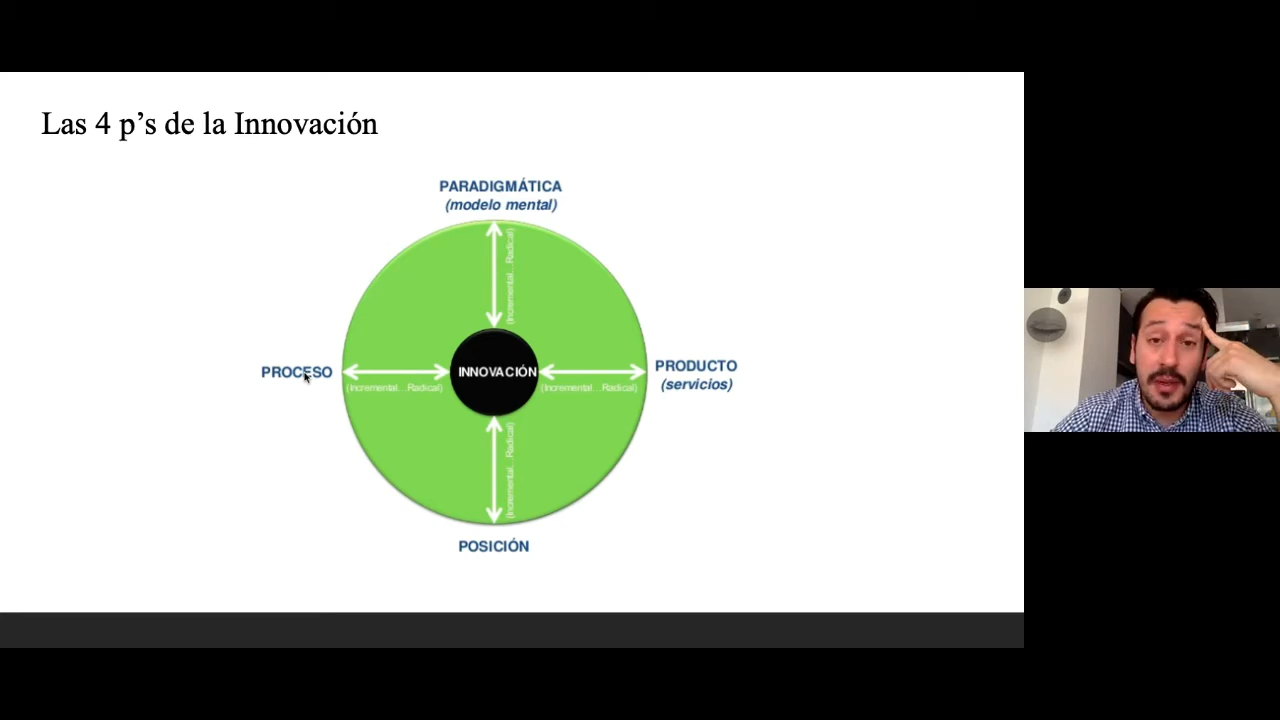 Las 4 p’s de la Innovación
PARADIGMÁTICA
(modelo mental)
(Incremental...Radical)
PROCESO
(Incremental...Radical)
INNOVACIÓN
(Incremental...Radical)
PRODUCTO
(servicios)
(Incremental...Radical)
POSICIÓN